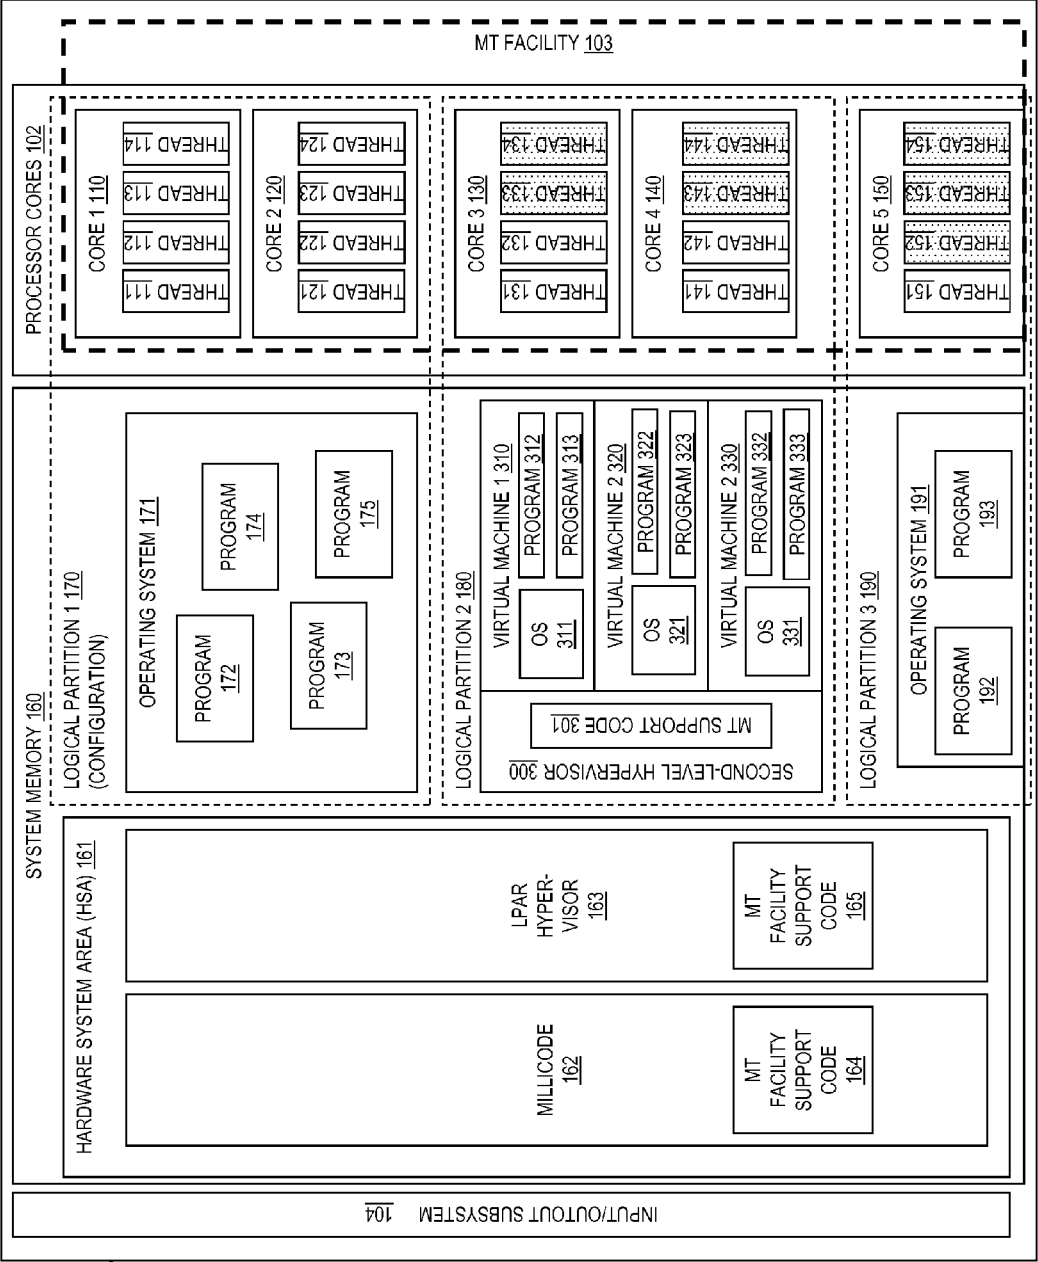 MT FACILITY 103
PROCESSOR CORES 102
CORE 1 110
THREAD 111
THREAD 112
THREAD 113
THREAD 114
CORE 2 120
THREAD 121
THREAD 122
THREAD 123
THREAD 124
CORE 3 130
THREAD 131
THREAD 132
THREAD 133
THREAD 134
CORE 4 140
THREAD 141
THREAD 142
THREAD 143
THREAD 144
CORE 5 150
THREAD 151
THREAD 152
THREAD 153
THREAD 154
SYSTEM MEMORY 160
LOGICAL PARTITION 1 170
(CONFIGURATION)
OPERATING SYSTEM 171
PROGRAM
172
PROGRAM
173
PROGRAM
174
PROGRAM
175
LOGICAL PARTITION 2 180
VIRTUAL MACHINE 1 310
OS
311
PROGRAM 312
PROGRAM 313
VIRTUAL MACHINE 2 320
OS
321
PROGRAM 322
PROGRAM 323
VIRTUAL MACHINE 2 330
OS
331
PROGRAM 332
PROGRAM 333
MT SUPPORT CODE 301
SECOND-LEVEL HYPERVISOR 300
LOGICAL PARTITION 3 190
OPERATING SYSTEM 191
PROGRAM
192
PROGRAM
193
HARDWARE SYSTEM AREA (HSA) 161
LPAR
HYPER-
VISOR
163
MT
FACILITY
SUPPORT
CODE
165
MILLICODE
162
MT
FACILITY
SUPPORT
CODE
164
INPUT/OUTOUT SUBSYSTEM 104